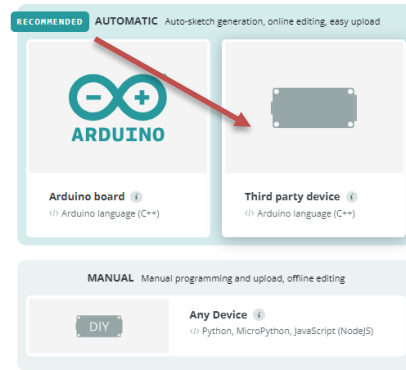 RECOMMENDED AUTOMATIC Auto-sketch generation, online editing, easy upload
ARDUINO
Arduino board i
</> Arduino language (C++)
Third party device i
</> Arduino language (C++)
MANUAL Manual programming and upload, offline editing
DIY
Any Device i
</> Python, MicroPython, JavaScript (NodeJS)